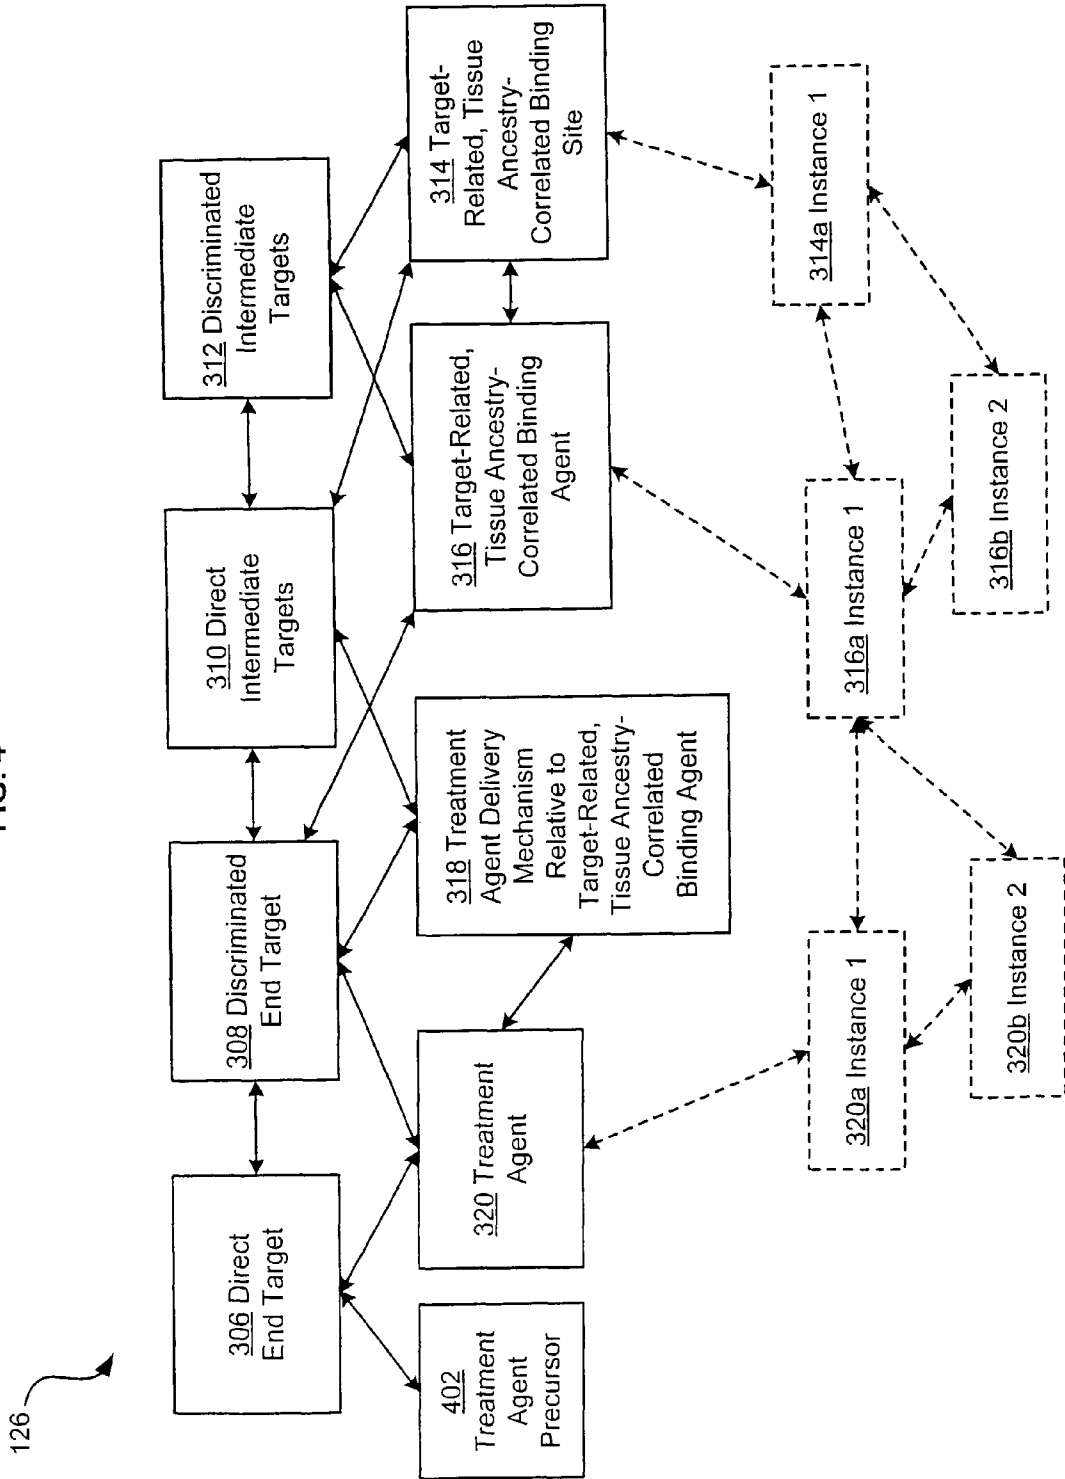 126
306 Direct
End Target
308 Discriminated
End Target
310 Direct
Intermediate
Targets
312 Discriminated
Intermediate
Targets
402
Treatment
Agent
Precursor
320 Treatment
Agent
318 Treatment
Agent Delivery
Mechanism
Relative to
Target-Related,
Tissue Ancestry-
Correlated
Binding Agent
316 Target-Related,
Tissue Ancestry-
Correlated Binding
Agent
314 Target-
Related, Tissue
Ancestry-
Correlated Binding
Site
320a Instance 1
316a Instance 1
314a Instance 1
320b Instance 2
316b Instance 2